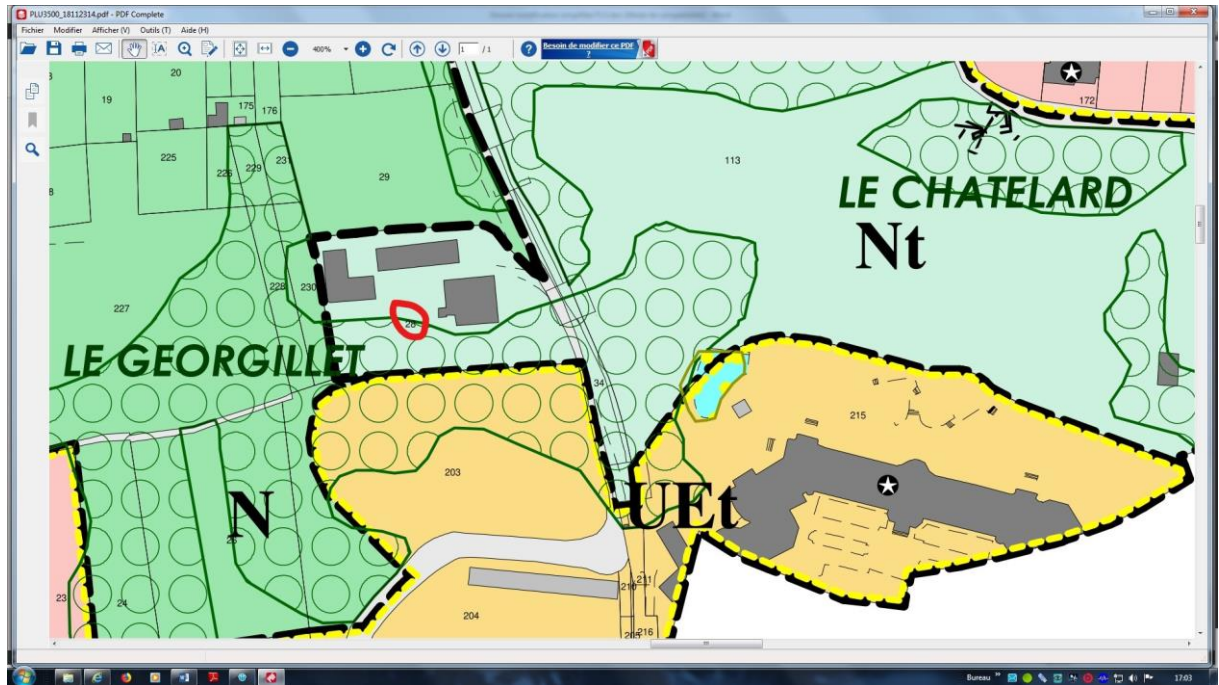 PLU3500_18112314.pdf - PDF Complete
Fichier Modifier Afficher (V) Outils (T) Aide (H)
400% 1 / 1 Besoin de modifier ce PDF ?
20
19
175
176
172
225
226
229
231
29
113
LE CHATELARD
Nt
227
228
230
28
LE GEORGILLET
34
215
203
N
UEt
26
23
24
204
210
211
205
216
Bureau 17:03